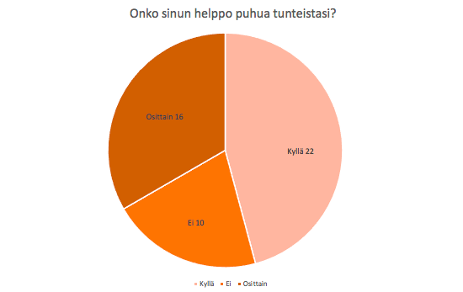 Onko sinun helppo puhua tunteistasi?
Osittain 16
Kyllä 22
Ei 10
Kyllä Ei Osittain